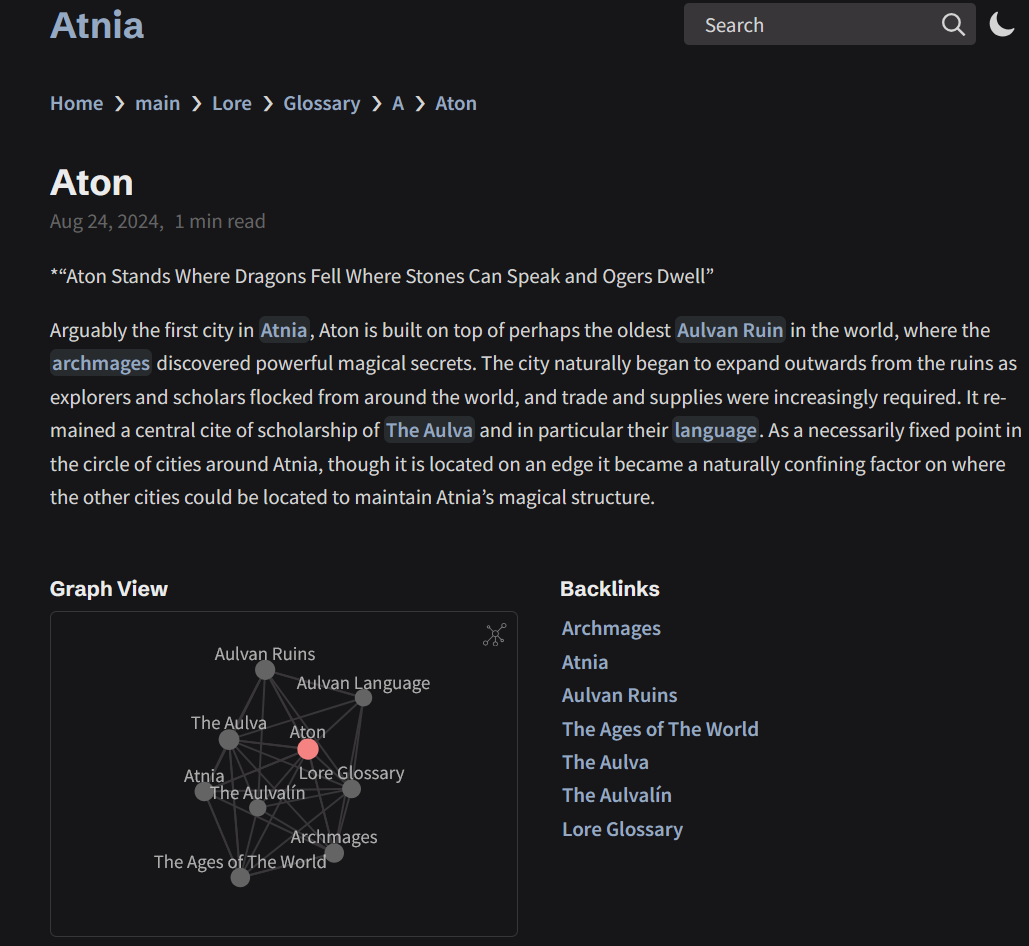 Atnia
Search
Home ❯ main ❯ Lore ❯ Glossary ❯ A ❯ Aton
Aton
Aug 24, 2024, 1 min read
*“Aton Stands Where Dragons Fell Where Stones Can Speak and Ogers Dwell”
Arguably the first city in Atnia, Aton is built on top of perhaps the oldest Aulvan Ruin in the world, where the
archmages discovered powerful magical secrets. The city naturally began to expand outwards from the ruins as
explorers and scholars flocked from around the world, and trade and supplies were increasingly required. It re-
mained a central cite of scholarship of The Aulva and in particular their language. As a necessarily fixed point in
the circle of cities around Atnia, though it is located on an edge it became a naturally confining factor on where
the other cities could be located to maintain Atnia’s magical structure.
Graph View
Aulvan Ruins
Aulvan Language
The Aulva
Aton
Lore Glossary
Atnia
The Aulvalín
Archmages
The Ages of The World
Backlinks
Archmages
Atnia
Aulvan Ruins
The Ages of The World
The Aulva
The Aulvalín
Lore Glossary